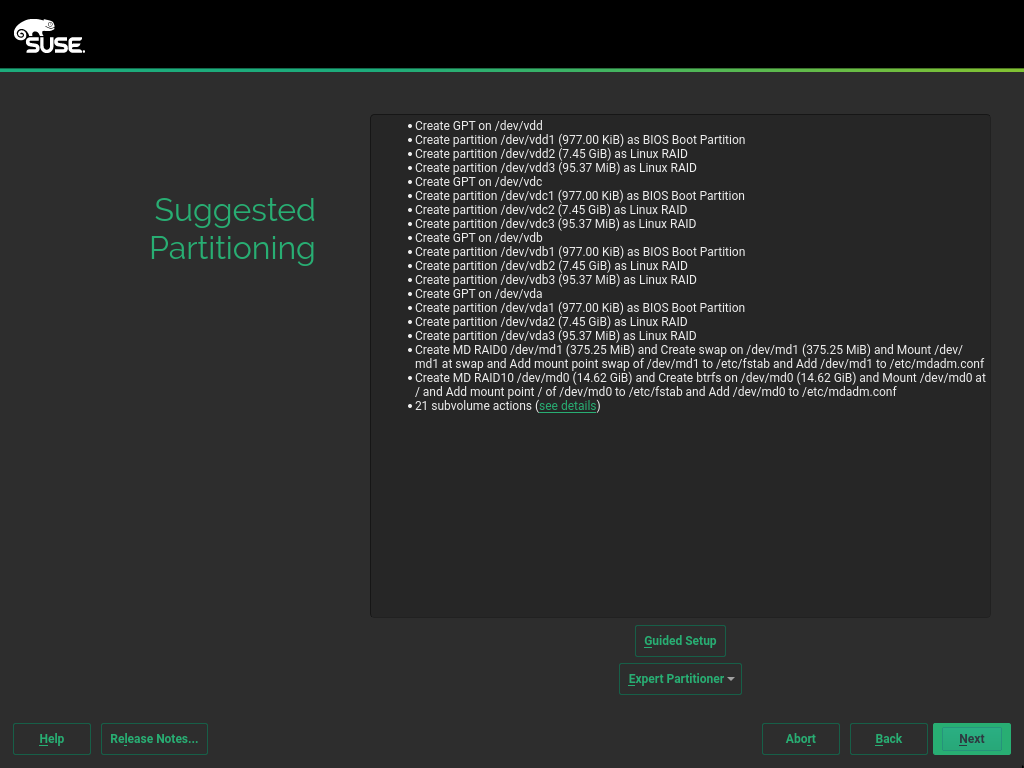 SUSE.
Suggested
Partitioning
• Create GPT on /dev/vdd
• Create partition /dev/vdd1 (977.00 KiB) as BIOS Boot Partition
• Create partition /dev/vdd2 (7.45 GiB) as Linux RAID
• Create partition /dev/vdd3 (95.37 MiB) as Linux RAID
• Create GPT on /dev/vdc
• Create partition /dev/vdc1 (977.00 KiB) as BIOS Boot Partition
• Create partition /dev/vdc2 (7.45 GiB) as Linux RAID
• Create partition /dev/vdc3 (95.37 MiB) as Linux RAID
• Create GPT on /dev/vdb
• Create partition /dev/vdb1 (977.00 KiB) as BIOS Boot Partition
• Create partition /dev/vdb2 (7.45 GiB) as Linux RAID
• Create partition /dev/vdb3 (95.37 MiB) as Linux RAID
• Create GPT on /dev/vda
• Create partition /dev/vda1 (977.00 KiB) as BIOS Boot Partition
• Create partition /dev/vda2 (7.45 GiB) as Linux RAID
• Create partition /dev/vda3 (95.37 MiB) as Linux RAID
• Create MD RAID0 /dev/md1 (375.25 MiB) and Create swap on /dev/md1 (375.25 MiB) and Mount /dev/
md1 at swap and Add mount point swap of /dev/md1 to /etc/fstab and Add /dev/md1 to /etc/mdadm.conf
• Create MD RAID10 /dev/md0 (14.62 GiB) and Create btrfs on /dev/md0 (14.62 GiB) and Mount /dev/md0 at
/ and Add mount point / of /dev/md0 to /etc/fstab and Add /dev/md0 to /etc/mdadm.conf
• 21 subvolume actions (see details)
Guided Setup
Expert Partitioner
Help
Release Notes...
Abort
Back
Next